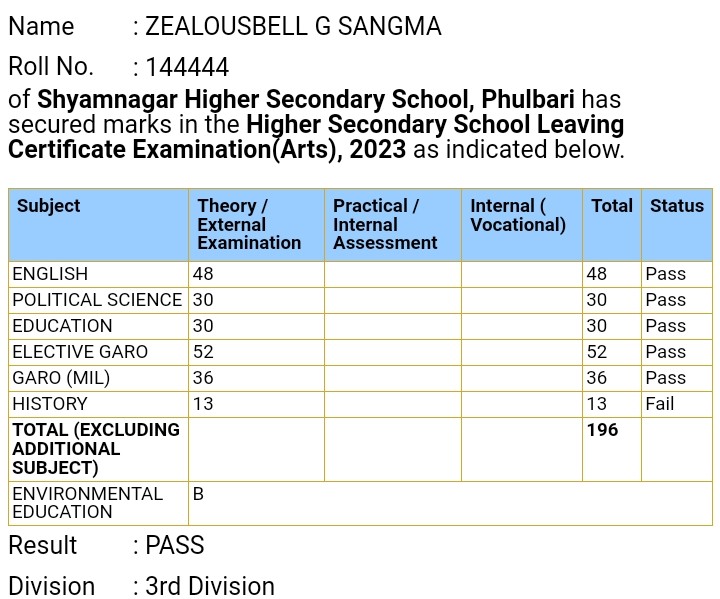 Name : ZEALOUSBELL G SANGMA
Roll No. : 144444
of Shyamnagar Higher Secondary School, Phulbari has
secured marks in the Higher Secondary School Leaving
Certificate Examination(Arts), 2023 as indicated below.
Subject Theory / External Examination Practical / Internal Assessment Internal ( Vocational) Total Status
ENGLISH 48 48 Pass
POLITICAL SCIENCE 30 30 Pass
EDUCATION 30 30 Pass
ELECTIVE GARO 52 52 Pass
GARO (MIL) 36 36 Pass
HISTORY 13 13 Fail
TOTAL (EXCLUDING ADDITIONAL SUBJECT) 196
ENVIRONMENTAL EDUCATION B
Result : PASS
Division : 3rd Division